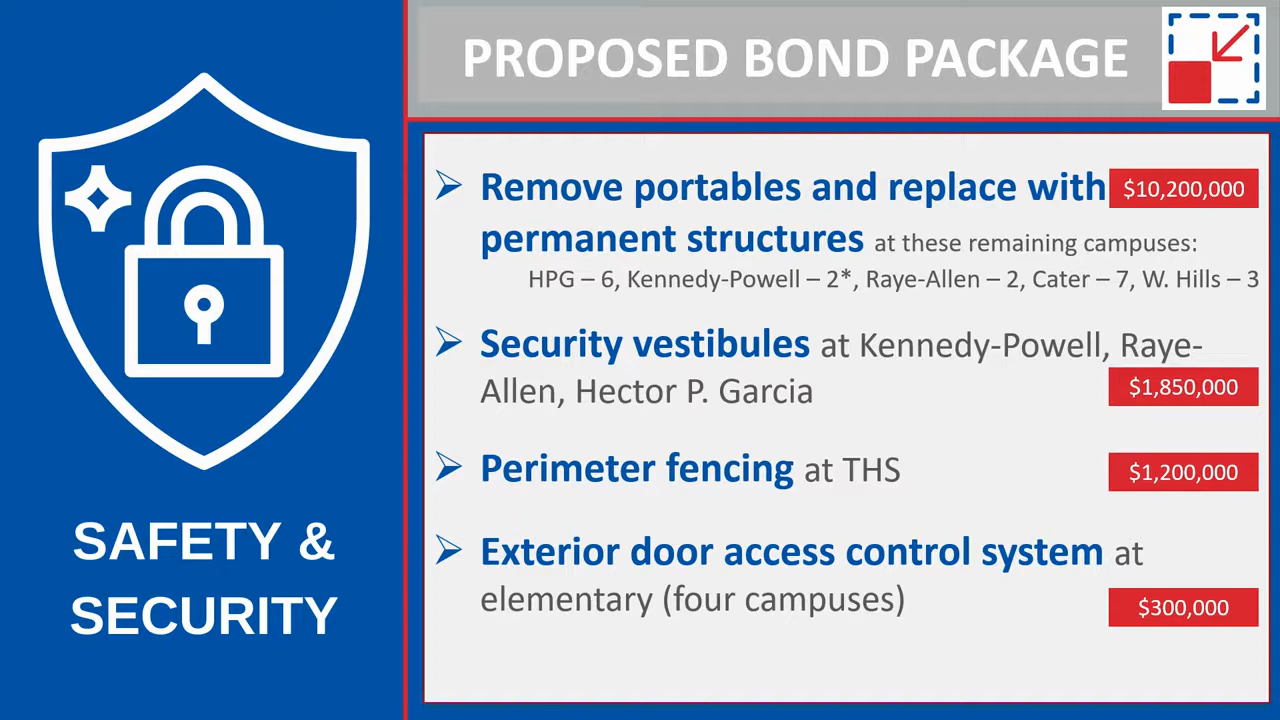 PROPOSED BOND PACKAGE
Remove portables and replace with $10,200,000
permanent structures at these remaining campuses:
HPG – 6, Kennedy-Powell – 2*, Raye-Allen – 2, Cater – 7, W. Hills – 3
Security vestibules at Kennedy-Powell, Raye-
Allen, Hector P. Garcia $1,850,000
Perimeter fencing at THS $1,200,000
Exterior door access control system at
elementary (four campuses) $300,000
SAFETY &
SECURITY